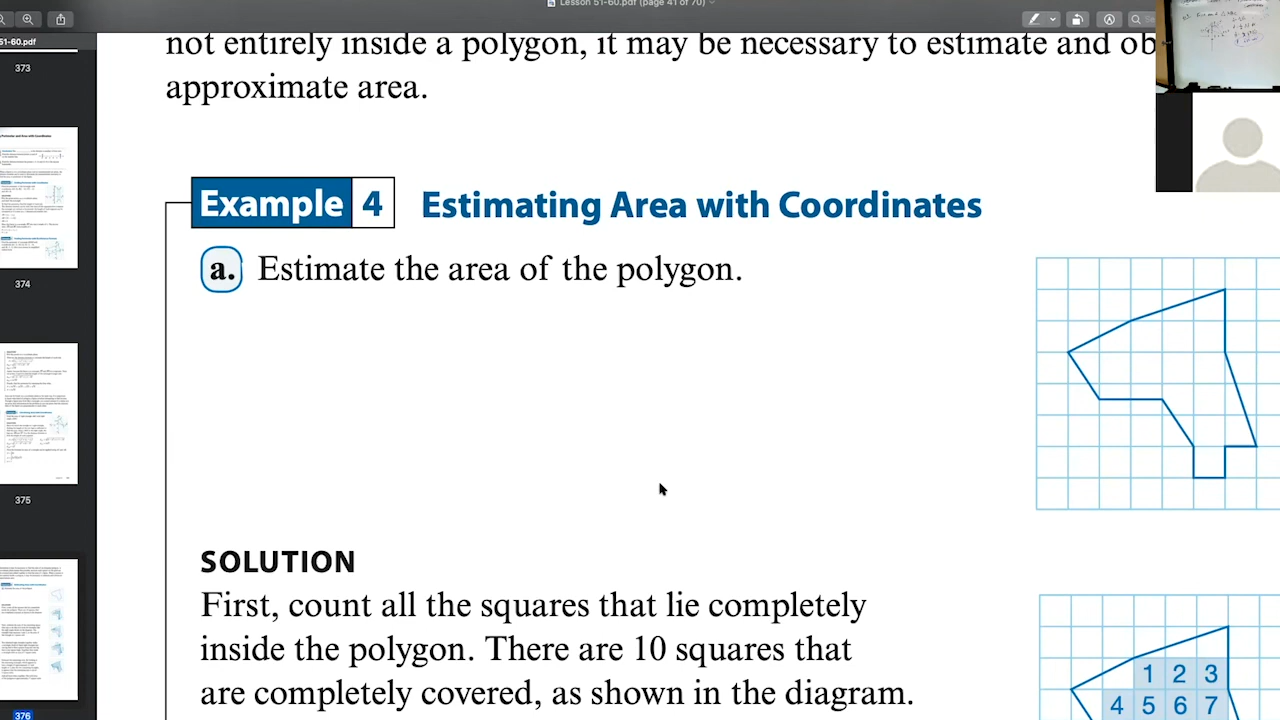 Lesson 51-60.pdf (page 41 of 70)
51-60.pdf
373
374
375
376
not entirely inside a polygon, it may be necessary to estimate and ob
approximate area.
Example 4 Estimating Area with Coordinates
a. Estimate the area of the polygon.
SOLUTION
First, count all the squares that lie completely
inside the polygon. There are 10 squares that
are completely covered, as shown in the diagram.
1 2 3
4 5 6 7